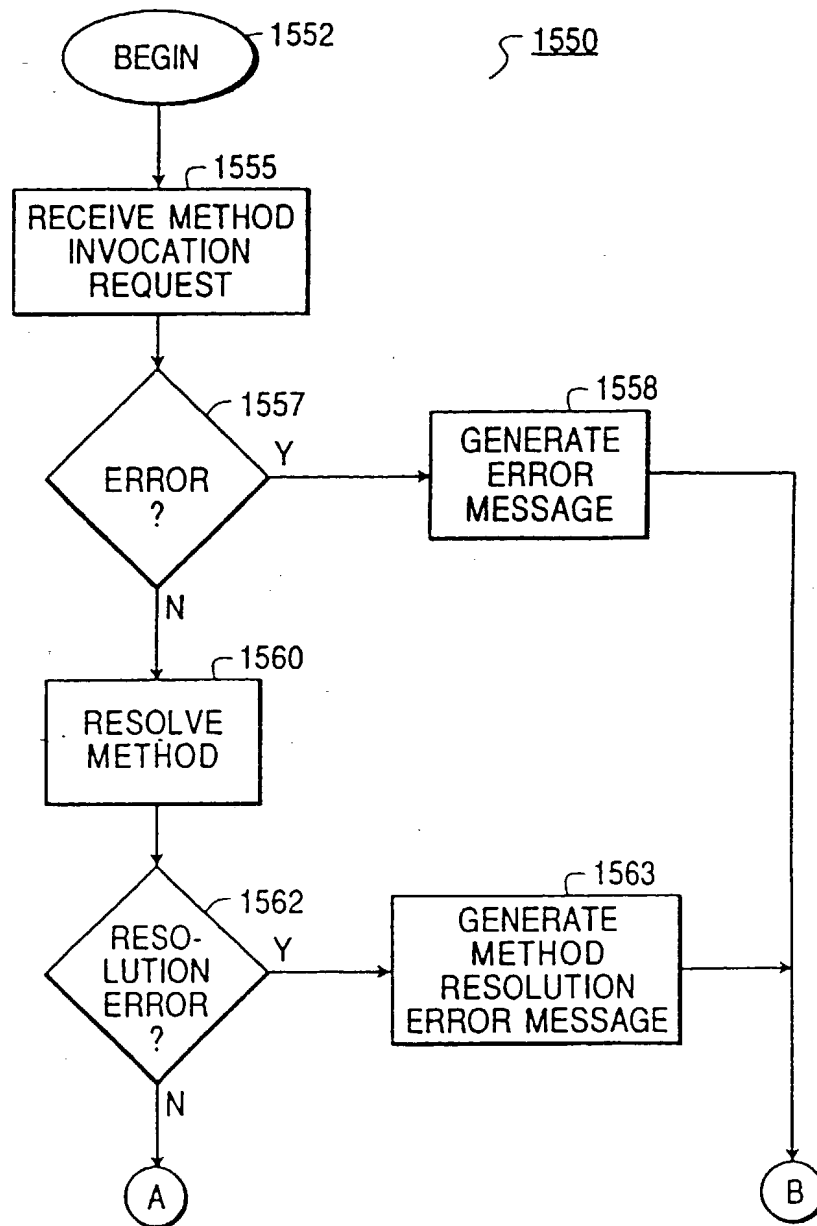 1550
BEGIN
1552
1555
RECEIVE METHOD
INVOCATION
REQUEST
1557
ERROR
?
Y
N
1558
GENERATE
ERROR
MESSAGE
1560
RESOLVE
METHOD
1562
RESO-
LUTION
ERROR
?
Y
N
1563
GENERATE
METHOD
RESOLUTION
ERROR MESSAGE
A
B